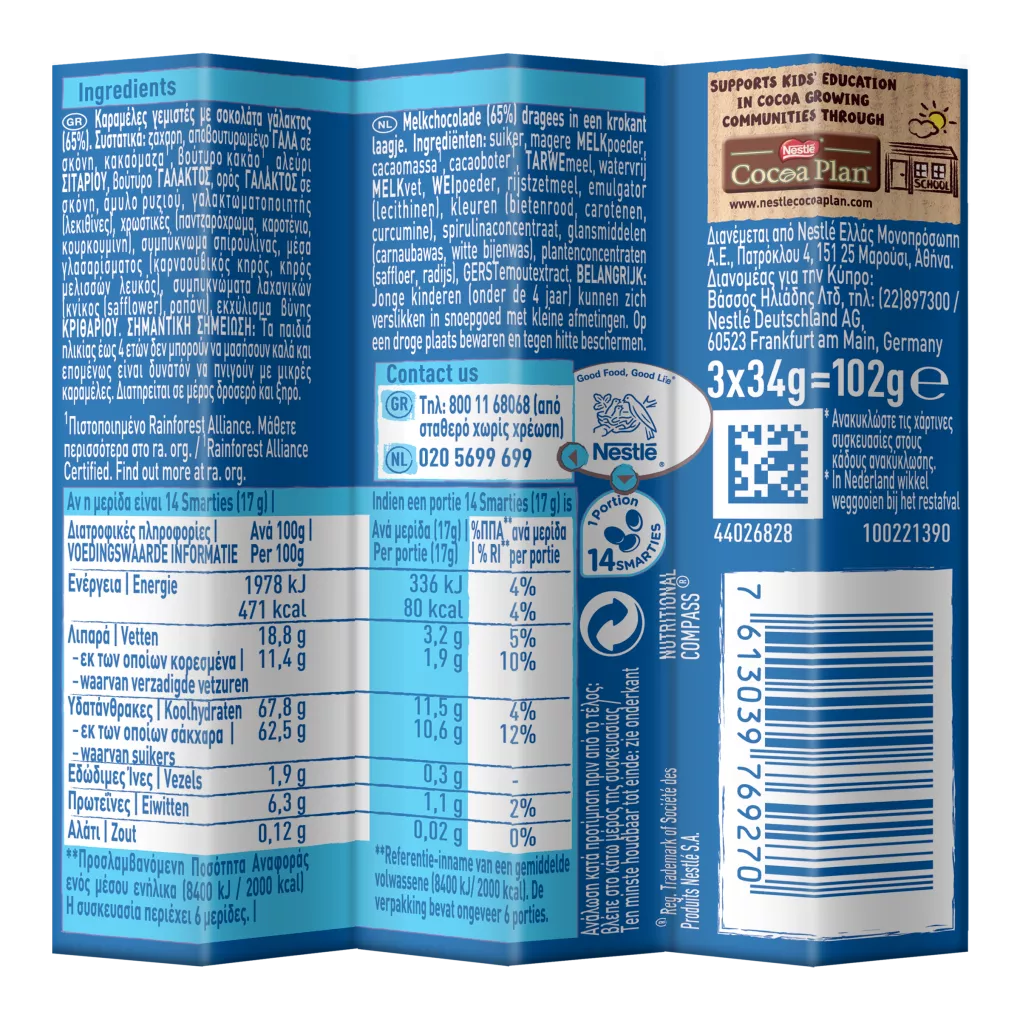 Ingredients
GR Καραμέλες γεμιστές με σοκολάτα γάλακτος
(65%). Συστατικά: ζάχαρη, αποβουτυρωμένο ΓΑΛΑ σε
σκόνη, κακαόμαζα¹, βούτυρο κακάο¹, αλεύρι
ΣΙΤΑΡΙΟΥ, βούτυρο ΓΑΛΑΚΤΟΣ, ορός ΓΑΛΑΚΤΟΣ σε
σκόνη, άμυλο ρυζιού, γαλακτωματοποιητής
(λεκιθίνες), χρωστικές (παντζαρόχρωμα, καροτένια,
κουρκουμίνη), συμπύκνωμα σπιρουλίνας, μέσα
γλασαρίσματος (καρναουβικός κηρός, κηρός
μελισσών λευκός), συμπυκνώματα λαχανικών
(κνίκος (safflower), ραπάνι), εκχύλισμα βύνης
ΚΡΙΘΑΡΙΟΥ. ΣΗΜΑΝΤΙΚΗ ΣΗΜΕΙΩΣΗ: Τα παιδιά
ηλικίας έως 4 ετών δεν μπορούν να μασήσουν καλά και
επομένως είναι δυνατόν να πνιγούν με μικρές
καραμέλες. Διατηρείται σε μέρος δροσερό και ξηρό.
¹Πιστοποιημένο Rainforest Alliance. Μάθετε
περισσότερα στο ra. org. / ¹Rainforest Alliance
Certified. Find out more at ra. org.
NL Melkchocolade (65%) dragees in een krokant
laagje. Ingrediënten: suiker, magere MELKpoeder,
cacaomassa¹, cacaoboter¹, TARWEmeel, watervrij
MELKvet, WEIpoeder, rijstzetmeel, emulgator
(lecithinen), kleuren (bietenrood, carotenen,
curcumine), spirulinaconcentraat, glansmiddelen
(carnaubawas, witte bijenwas), plantenconcentraten
(saffloer, radijs), GERSTemoutextract. BELANGRIJK:
Jonge kinderen (onder de 4 jaar) kunnen zich
verslikken in snoepgoed met kleine afmetingen. Op
een droge plaats bewaren en tegen hitte beschermen.
Contact us
GR Τηλ: 800 11 68068 (από
σταθερό χωρίς χρέωση)
NL 020 5699 699
Good Food, Good Life®
Nestlé®
1 Portion
14 SMARTIES
NUTRITIONAL
COMPASS®
Αν η μερίδα είναι 14 Smarties (17 g) | Indien een portie 14 Smarties (17 g) is
Διατροφικές πληροφορίες | Ανά 100g | Ανά μερίδα (17g) | %ΠΠΑ** ανά μερίδα
VOEDINGSWAARDE INFORMATIE Per 100g Per portie (17g) | % RI** per portie
Ενέργεια | Energie 1978 kJ 336 kJ 4%
471 kcal 80 kcal 4%
Λιπαρά | Vetten 18,8 g 3,2 g 5%
- εκ των οποίων κορεσμένα | 11,4 g 1,9 g 10%
- waarvan verzadigde vetzuren
Υδατάνθρακες | Koolhydraten 67,8 g 11,5 g 4%
- εκ των οποίων σάκχαρα | 62,5 g 10,6 g 12%
- waarvan suikers
Εδώδιμες Ίνες | Vezels 1,9 g 0,3 g -
Πρωτεΐνες | Eiwitten 6,3 g 1,1 g 2%
Αλάτι | Zout 0,12 g 0,02 g 0%
**Προσλαμβανόμενη Ποσότητα Αναφοράς
ενός μέσου ενήλικα (8400 kJ / 2000 kcal)
Η συσκευασία περιέχει 6 μερίδες. |
**Referentie-inname van een gemiddelde
volwassene (8400 kJ/ 2000 kcal). De
verpakking bevat ongeveer 6 porties.
Ανάλωση κατά προτίμηση πριν από το τέλος:
Βλέπε στο κάτω μέρος της συσκευασίας /
Ten minste houdbaar tot einde: zie onderkant
® Reg. Trademark of Société des
Produits Nestlé S.A.
SUPPORTS KIDS' EDUCATION
IN COCOA GROWING
COMMUNITIES THROUGH
Nestlé
Cocoa Plan
SCHOOL
www.nestlecocoaplan.com
Διανέμεται από Nestlé Ελλάς Μονοπρόσωπη
Α.Ε., Πατρόκλου 4, 151 25 Μαρούσι, Αθήνα.
Διανομέας για την Κύπρο:
Βάσσος Ηλιάδης Λτδ, τηλ: (22)897300 /
Nestlé Deutschland AG,
60523 Frankfurt am Main, Germany
3x34g=102g℮
* Ανακυκλώστε τις χάρτινες
συσκευασίες στους
κάδους ανακύκλωσης.
* In Nederland wikkel
weggooien bij het restafval
44026828 100221390
7 613039 769270